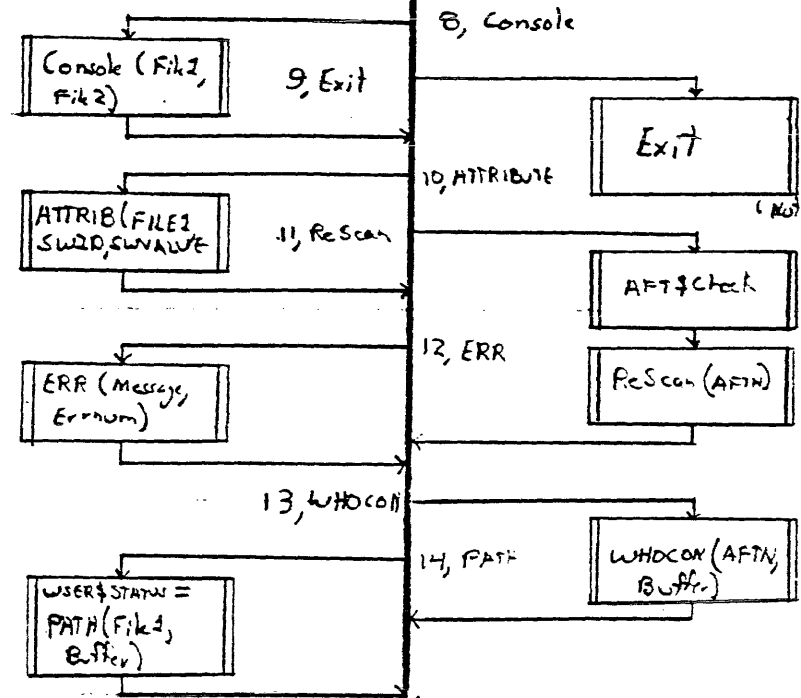 8, Console
Console (File1,
File2)
9, Exit
Exit
10, ATTRIBUTE
ATTRIB(FILE1
SWID,SWVALUE
11, ReScan
AFT$Check
12, ERR
ReScan(AFTN)
ERR (Message,
Errnum)
13, WHOCON
14, PATH
WHOCON(AFTN,
Buffer)
USER$STATUS =
PATH(File1,
Buffer)